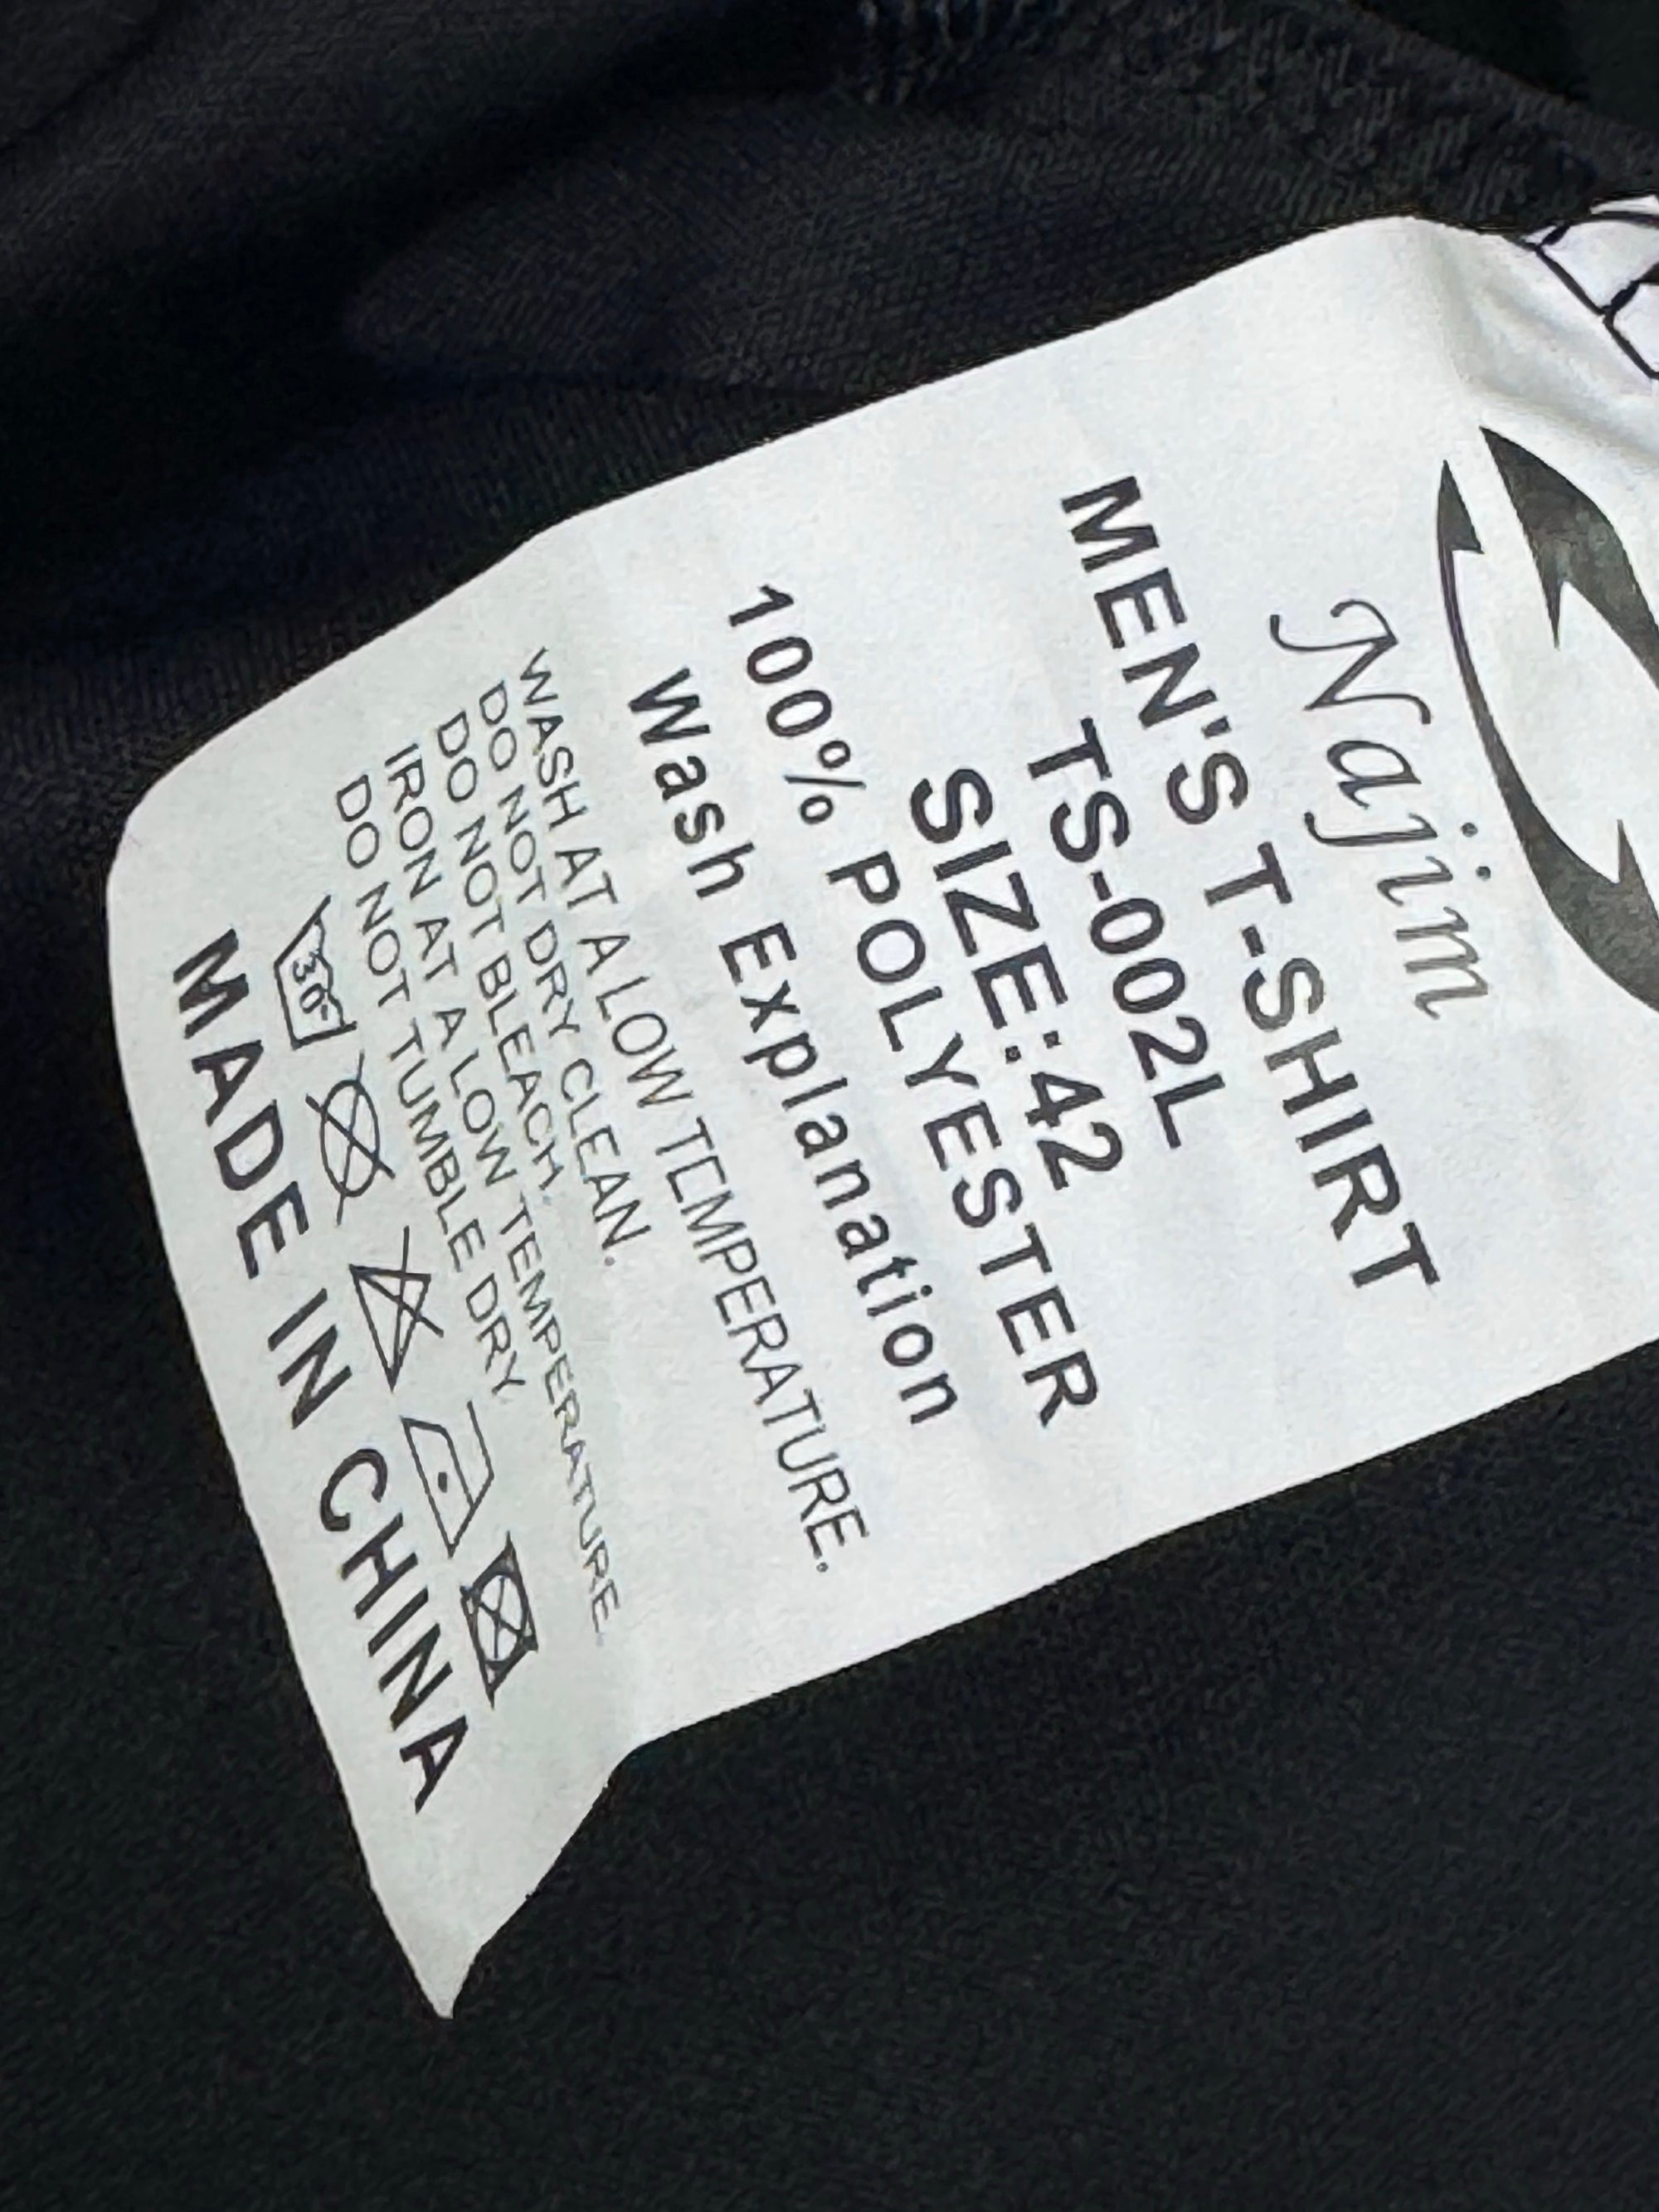 Najim
MEN'S T-SHIRT
TS-002L
SIZE:42
100% POLYESTER
Wash Explanation
WASH AT A LOW TEMPERATURE.
DO NOT DRY CLEAN.
DO NOT BLEACH.
IRON AT A LOW TEMPERATURE.
DO NOT TUMBLE DRY
30°
MADE IN CHINA